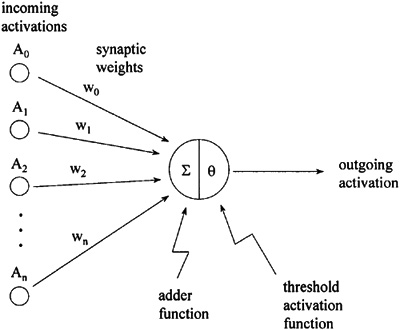 incoming
activations
A0
synaptic
weights
w0
A1
w1
A2
w2
Σ θ
outgoing
activation
wn
An
adder
function
threshold
activation
function